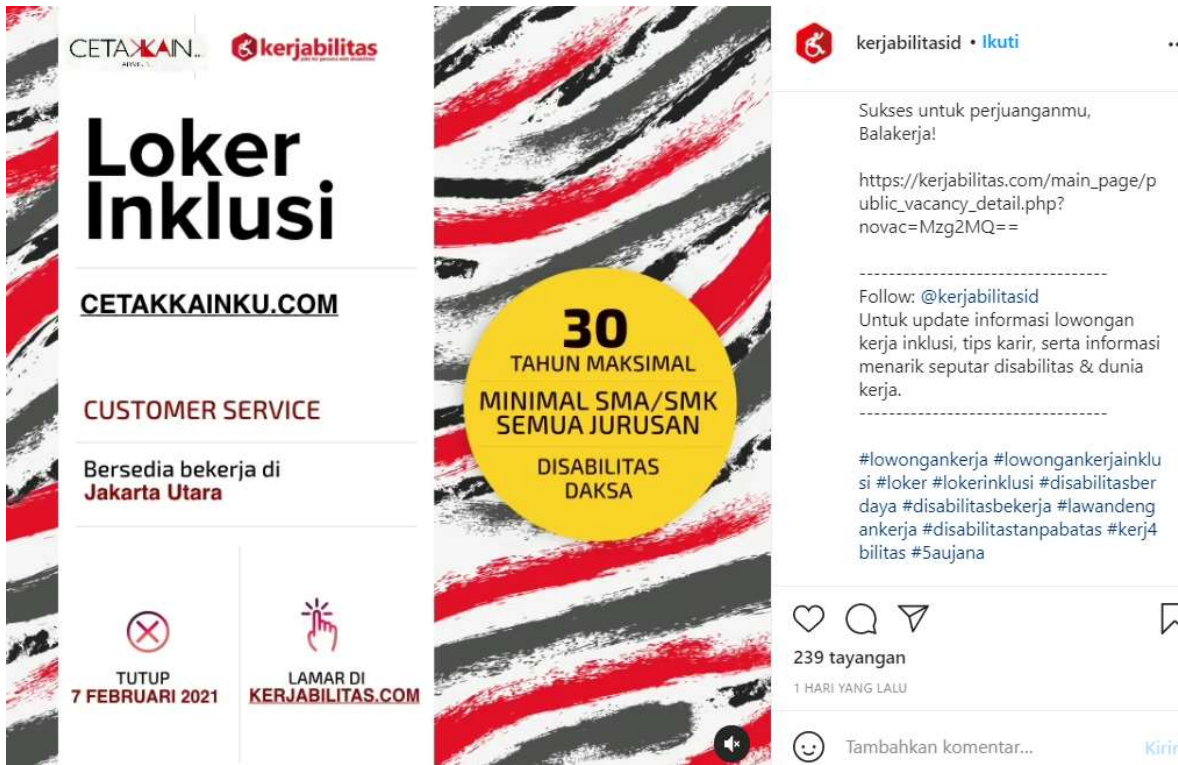 CETAKKAIN..
kerjabilitas
Loker
Inklusi
CETAKKAINKU.COM
CUSTOMER SERVICE
Bersedia bekerja di
Jakarta Utara
TUTUP
7 FEBRUARI 2021
LAMAR DI
KERJABILITAS.COM
30
TAHUN MAKSIMAL
MINIMAL SMA/SMK
SEMUA JURUSAN
DISABILITAS
DAKSA
kerjabilitasid • Ikuti
Sukses untuk perjuanganmu,
Balakerja!
https://kerjabilitas.com/main_page/p
ublic_vacancy_detail.php?
novac=Mzg2MQ==
----------------------------------
Follow: @kerjabilitasid
Untuk update informasi lowongan
kerja inklusi, tips karir, serta informasi
menarik seputar disabilitas & dunia
kerja.
----------------------------------
#lowongankerja #lowongankerjainklu
si #loker #lokerinklusi #disabilitasber
daya #disabilitasbekerja #lawandeng
ankerja #disabilitastanpabatas #kerj4
bilitas #5aujana
239 tayangan
1 HARI YANG LALU
Tambahkan komentar...
Kirin